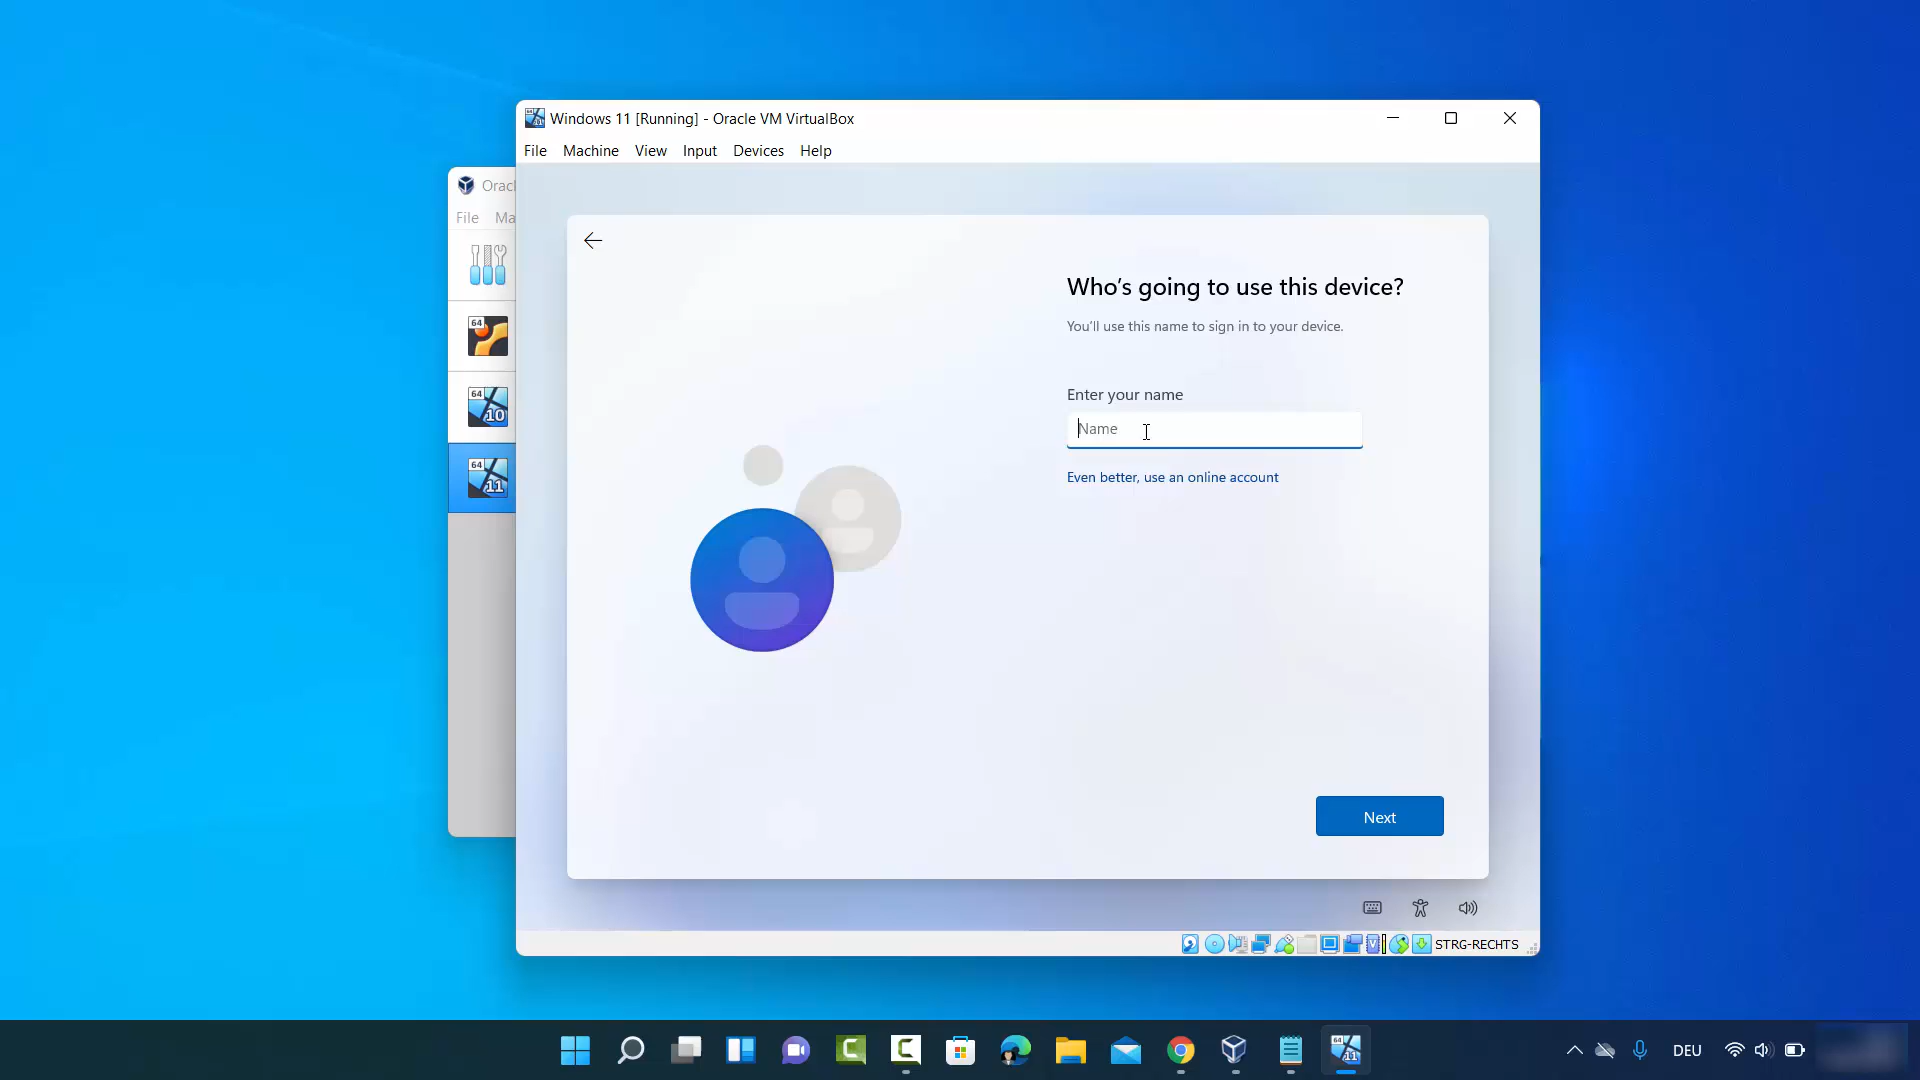 Windows 11 [Running] - Oracle VM VirtualBox
File Machine View Input Devices Help
Orac
File Ma
64
64
10
64
11
Who's going to use this device?
You'll use this name to sign in to your device.
Enter your name
Name
Even better, use an online account
Next
STRG-RECHTS
64
11
DEU